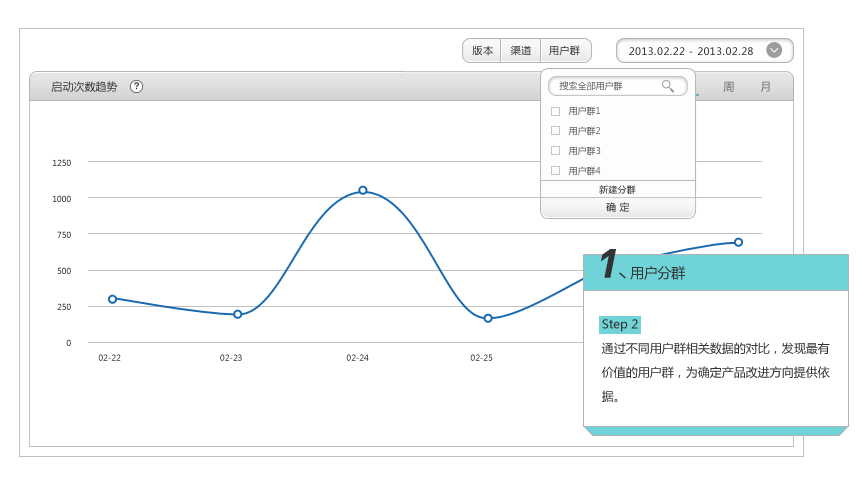 版本 渠道 用户群 2013.02.22 - 2013.02.28
启动次数趋势 ? 周 月
搜索全部用户群
用户群1
用户群2
用户群3
用户群4
新建分群
确 定
1250
1000
750
500
250
0
02-22 02-23 02-24 02-25
1、用户分群
Step 2
通过不同用户群相关数据的对比，发现最有
价值的用户群，为确定产品改进方向提供依
据。